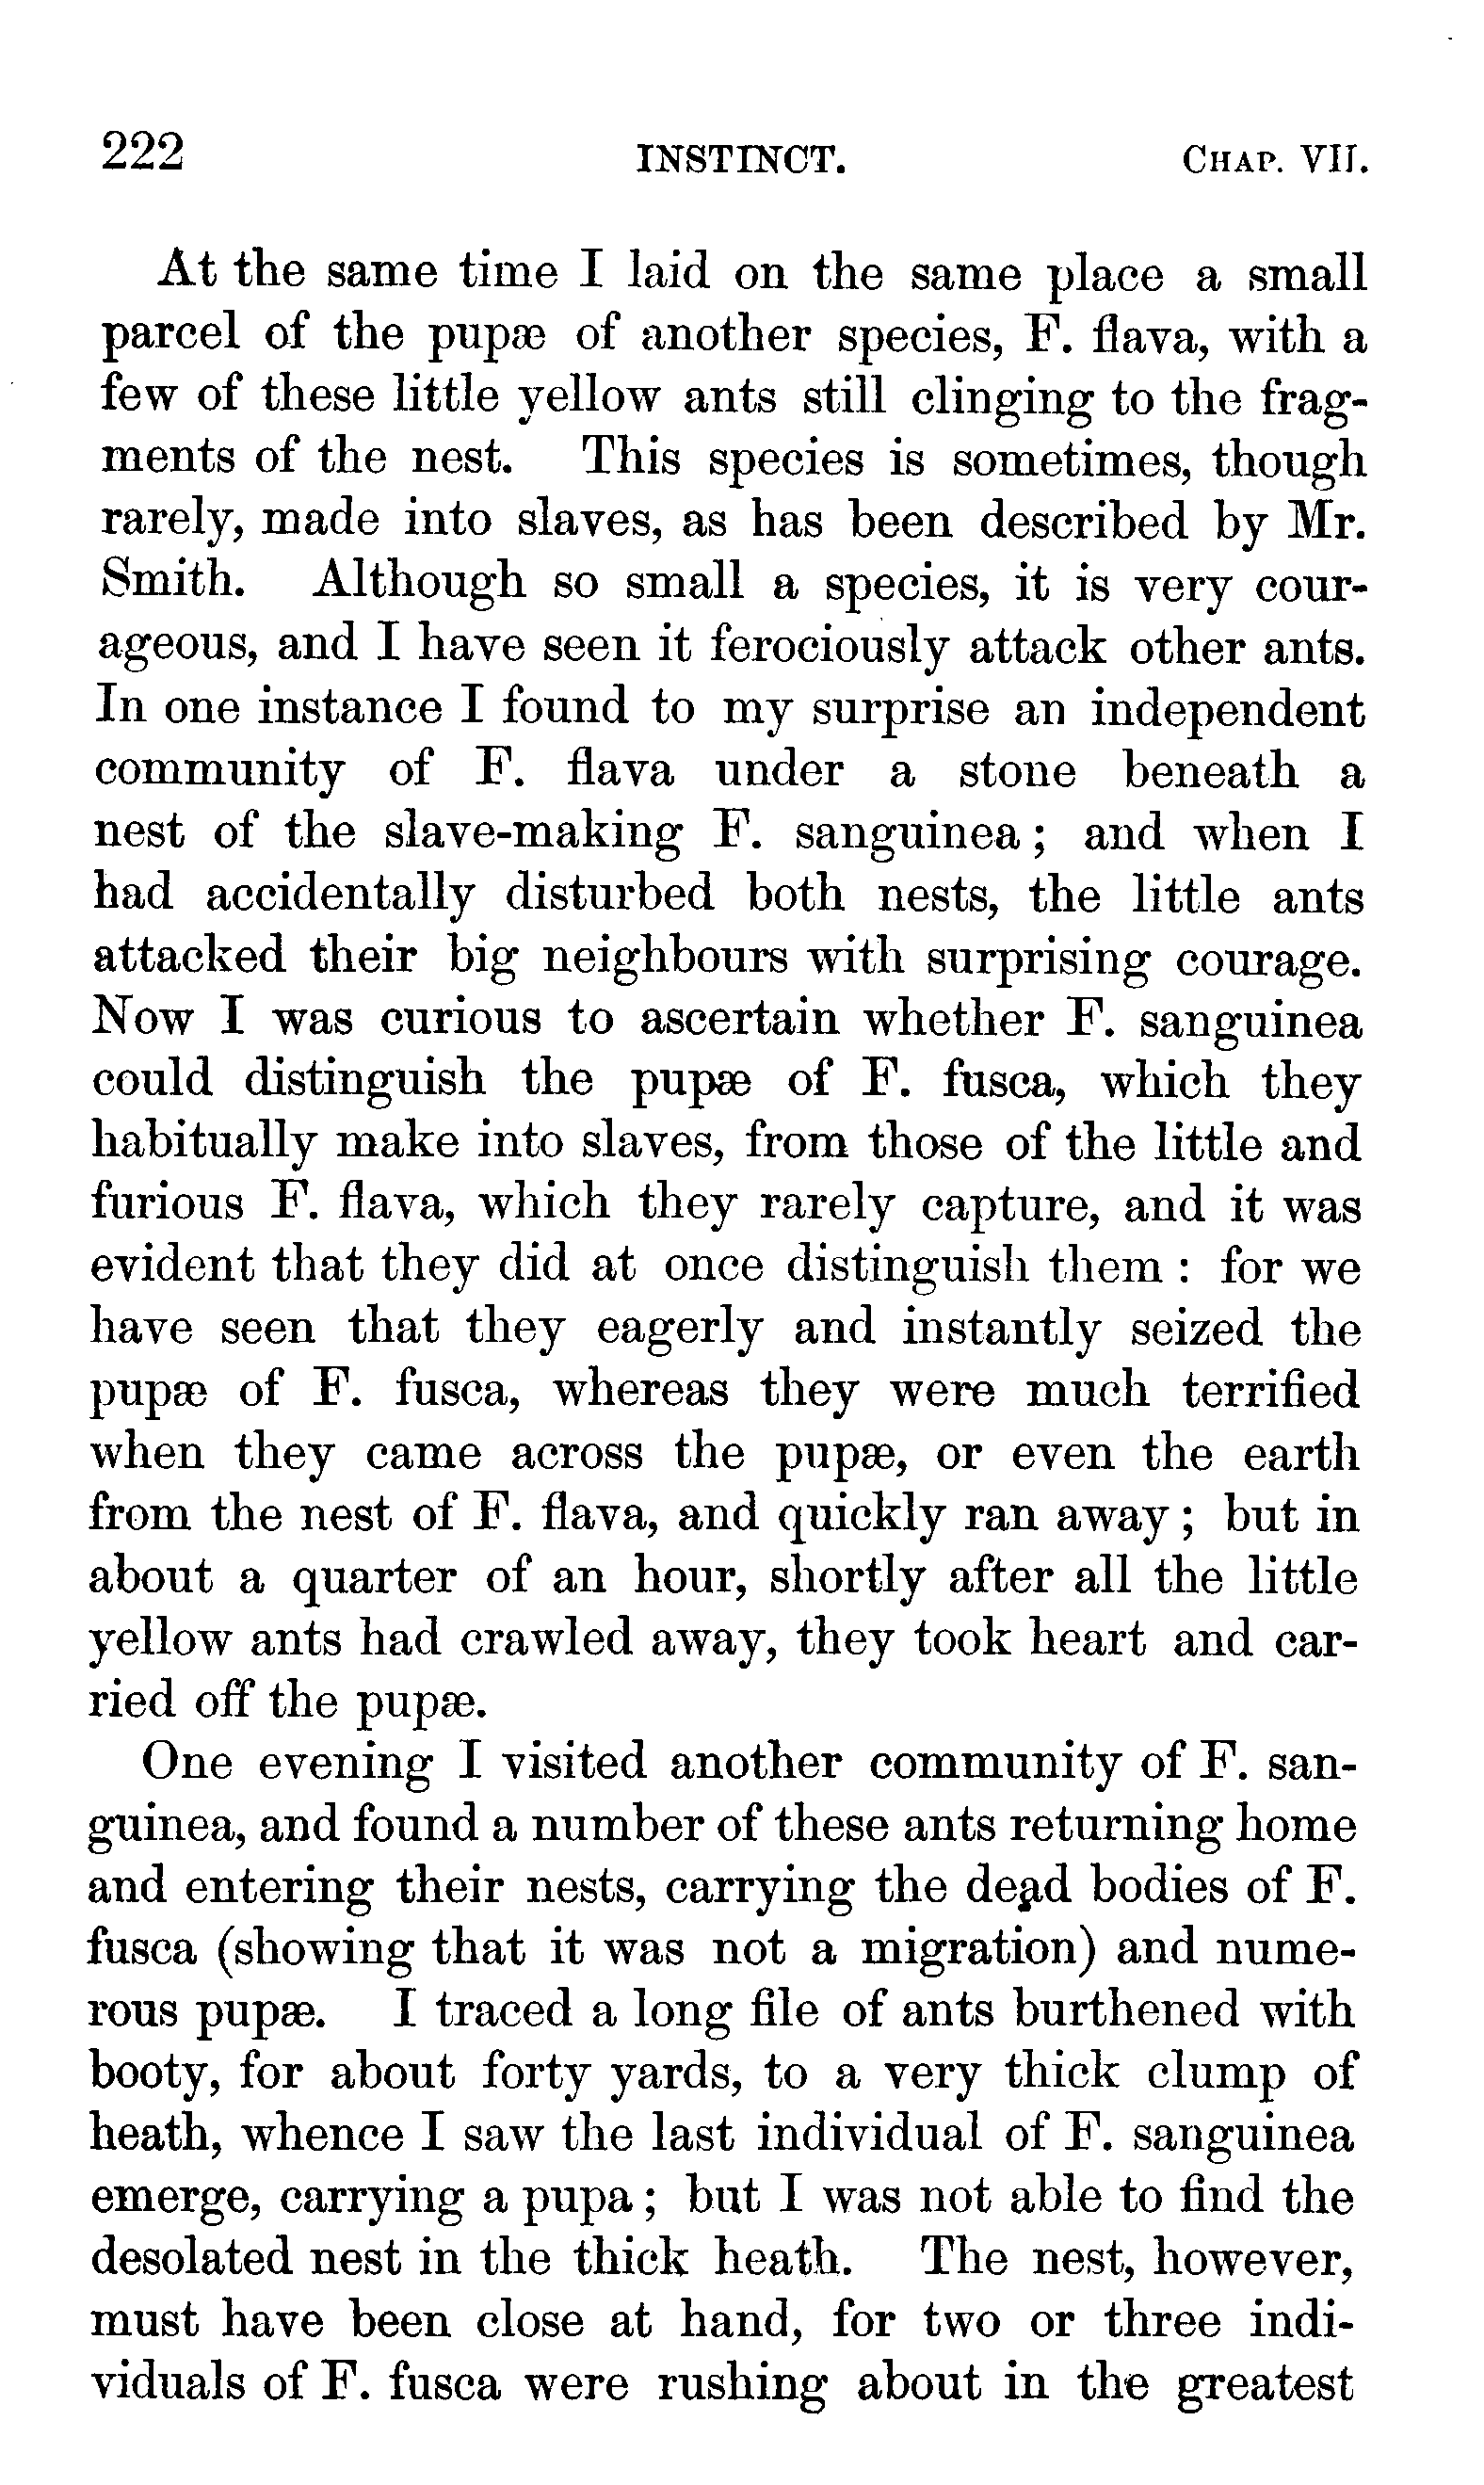 222 INSTINCT. CHAP. VII.
At the same time I laid on the same place a small
parcel of the pupæ of another species, F. flava, with a
few of these little yellow ants still clinging to the frag-
ments of the nest. This species is sometimes, though
rarely, made into slaves, as has been described by Mr.
Smith. Although so small a species, it is very cour-
ageous, and I have seen it ferociously attack other ants.
In one instance I found to my surprise an independent
community of F. flava under a stone beneath a
nest of the slave-making F. sanguinea; and when I
had accidentally disturbed both nests, the little ants
attacked their big neighbours with surprising courage.
Now I was curious to ascertain whether F. sanguinea
could distinguish the pupæ of F. fusca, which they
habitually make into slaves, from those of the little and
furious F. flava, which they rarely capture, and it was
evident that they did at once distinguish them: for we
have seen that they eagerly and instantly seized the
pupæ of F. fusca, whereas they were much terrified
when they came across the pupæ, or even the earth
from the nest of F. flava, and quickly ran away; but in
about a quarter of an hour, shortly after all the little
yellow ants had crawled away, they took heart and car-
ried off the pupæ.
One evening I visited another community of F. san-
guinea, and found a number of these ants returning home
and entering their nests, carrying the dead bodies of F.
fusca (showing that it was not a migration) and nume-
rous pupæ. I traced a long file of ants burthened with
booty, for about forty yards, to a very thick clump of
heath, whence I saw the last individual of F. sanguinea
emerge, carrying a pupa; but I was not able to find the
desolated nest in the thick heath. The nest, however,
must have been close at hand, for two or three indi-
viduals of F. fusca were rushing about in the greatest